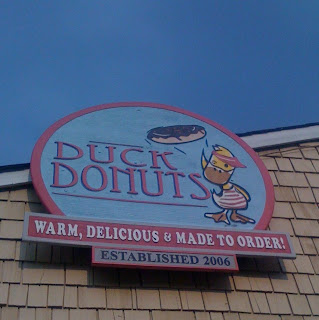 DUCK
DONUTS
WARM, DELICIOUS & MADE TO ORDER!
ESTABLISHED 2006